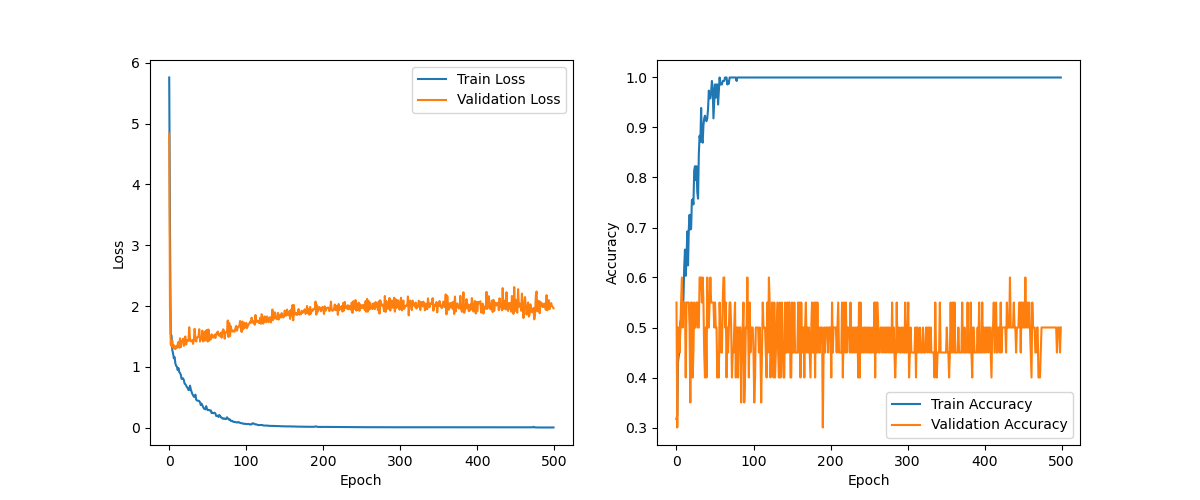 Train Loss
Validation Loss
6
5
4
3
2
1
0
Loss
0 100 200 300 400 500
Epoch
1.0
0.9
0.8
0.7
0.6
0.5
0.4
0.3
Accuracy
Train Accuracy
Validation Accuracy
0 100 200 300 400 500
Epoch